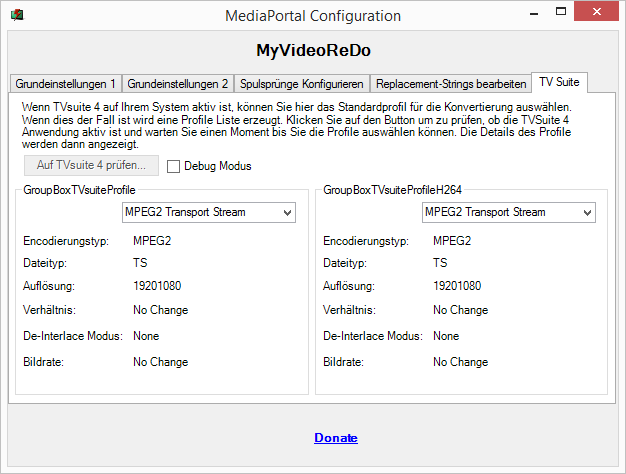 MediaPortal Configuration
MyVideoReDo
Grundeinstellungen 1 Grundeinstellungen 2 Spulsprünge Konfigurieren Replacement-Strings bearbeiten TV Suite
Wenn TVsuite 4 auf Ihrem System aktiv ist, können Sie hier das Standardprofil für die Konvertierung auswählen.
Wenn dies der Fall ist wird eine Profile Liste erzeugt. Klicken Sie auf den Button um zu prüfen, ob die TVSuite 4
Anwendung aktiv ist und warten Sie einen Moment bis Sie die Profile auswählen können. Die Details des Profile
werden dann angezeigt.
Auf TVsuite 4 prüfen... Debug Modus
GroupBoxTVsuiteProfile
MPEG2 Transport Stream
Encodierungstyp: MPEG2
Dateityp: TS
Auflösung: 19201080
Verhältnis: No Change
De-Interlace Modus: None
Bildrate: No Change
GroupBoxTVsuiteProfileH264
MPEG2 Transport Stream
Encodierungstyp: MPEG2
Dateityp: TS
Auflösung: 19201080
Verhältnis: No Change
De-Interlace Modus: None
Bildrate: No Change
Donate